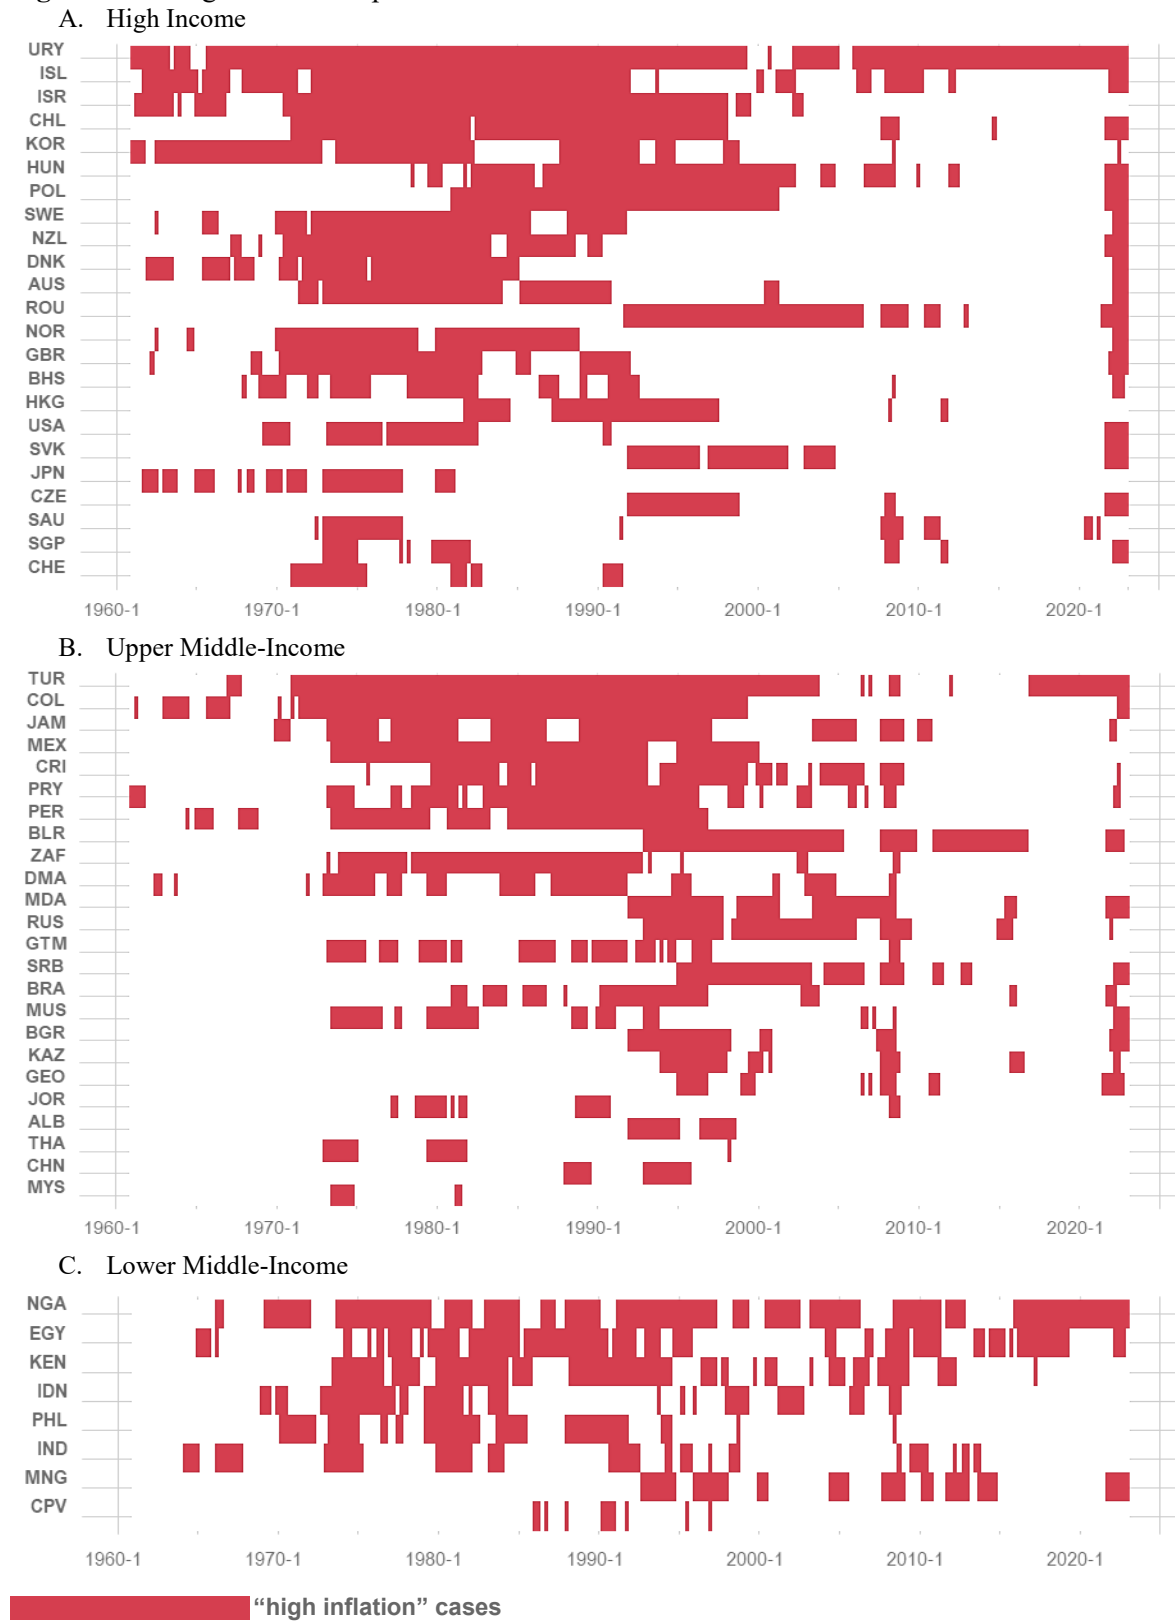 A. High Income
URY
ISL
ISR
CHL
KOR
HUN
POL
SWE
NZL
DNK
AUS
ROU
NOR
GBR
BHS
HKG
USA
SVK
JPN
CZE
SAU
SGP
CHE
1960-1 1970-1 1980-1 1990-1 2000-1 2010-1 2020-1
B. Upper Middle-Income
TUR
COL
JAM
MEX
CRI
PRY
PER
BLR
ZAF
DMA
MDA
RUS
GTM
SRB
BRA
MUS
BGR
KAZ
GEO
JOR
ALB
THA
CHN
MYS
1960-1 1970-1 1980-1 1990-1 2000-1 2010-1 2020-1
C. Lower Middle-Income
NGA
EGY
KEN
IDN
PHL
IND
MNG
CPV
1960-1 1970-1 1980-1 1990-1 2000-1 2010-1 2020-1
“high inflation” cases